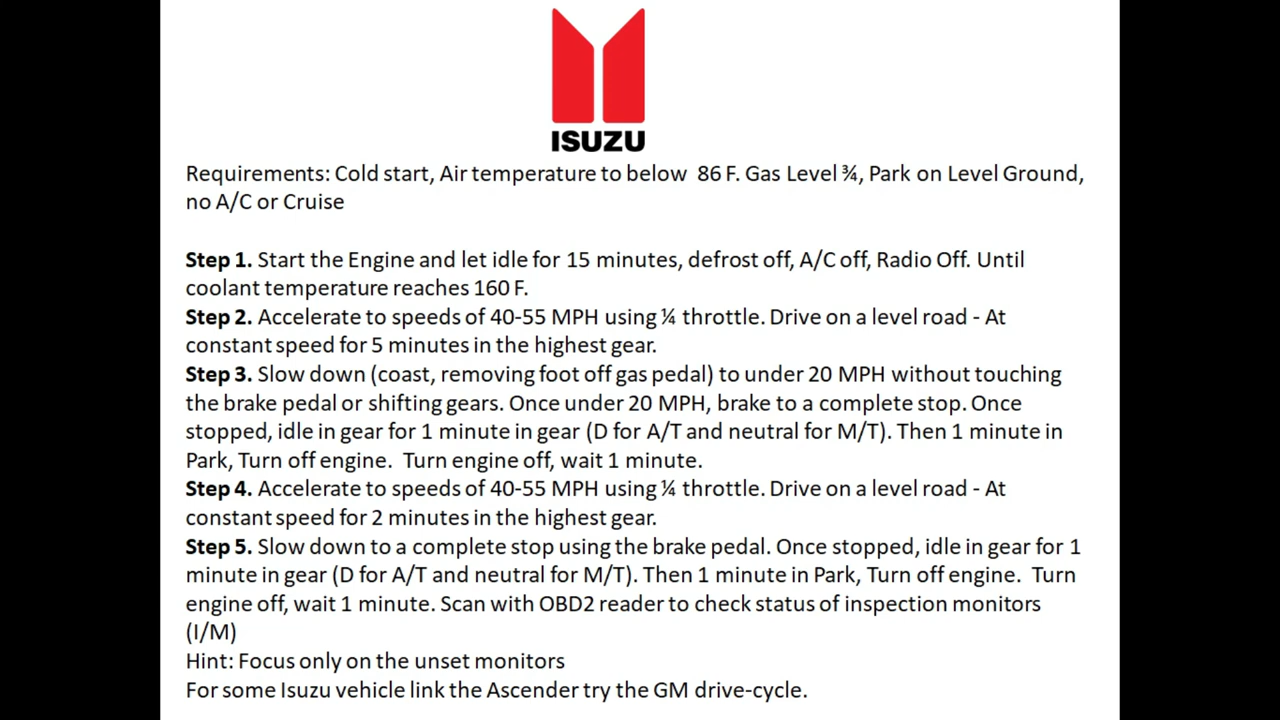 ISUZU
Requirements: Cold start, Air temperature to below  86 F. Gas Level ¾, Park on Level Ground,
no A/C or Cruise
Step 1. Start the Engine and let idle for 15 minutes, defrost off, A/C off, Radio Off. Until
coolant temperature reaches 160 F.
Step 2. Accelerate to speeds of 40-55 MPH using ¼ throttle. Drive on a level road - At
constant speed for 5 minutes in the highest gear.
Step 3. Slow down (coast, removing foot off gas pedal) to under 20 MPH without touching
the brake pedal or shifting gears. Once under 20 MPH, brake to a complete stop. Once
stopped, idle in gear for 1 minute in gear (D for A/T and neutral for M/T). Then 1 minute in
Park, Turn off engine.  Turn engine off, wait 1 minute.
Step 4. Accelerate to speeds of 40-55 MPH using ¼ throttle. Drive on a level road - At
constant speed for 2 minutes in the highest gear.
Step 5. Slow down to a complete stop using the brake pedal. Once stopped, idle in gear for 1
minute in gear (D for A/T and neutral for M/T). Then 1 minute in Park, Turn off engine.  Turn
engine off, wait 1 minute. Scan with OBD2 reader to check status of inspection monitors
(I/M)
Hint: Focus only on the unset monitors
For some Isuzu vehicle link the Ascender try the GM drive-cycle.